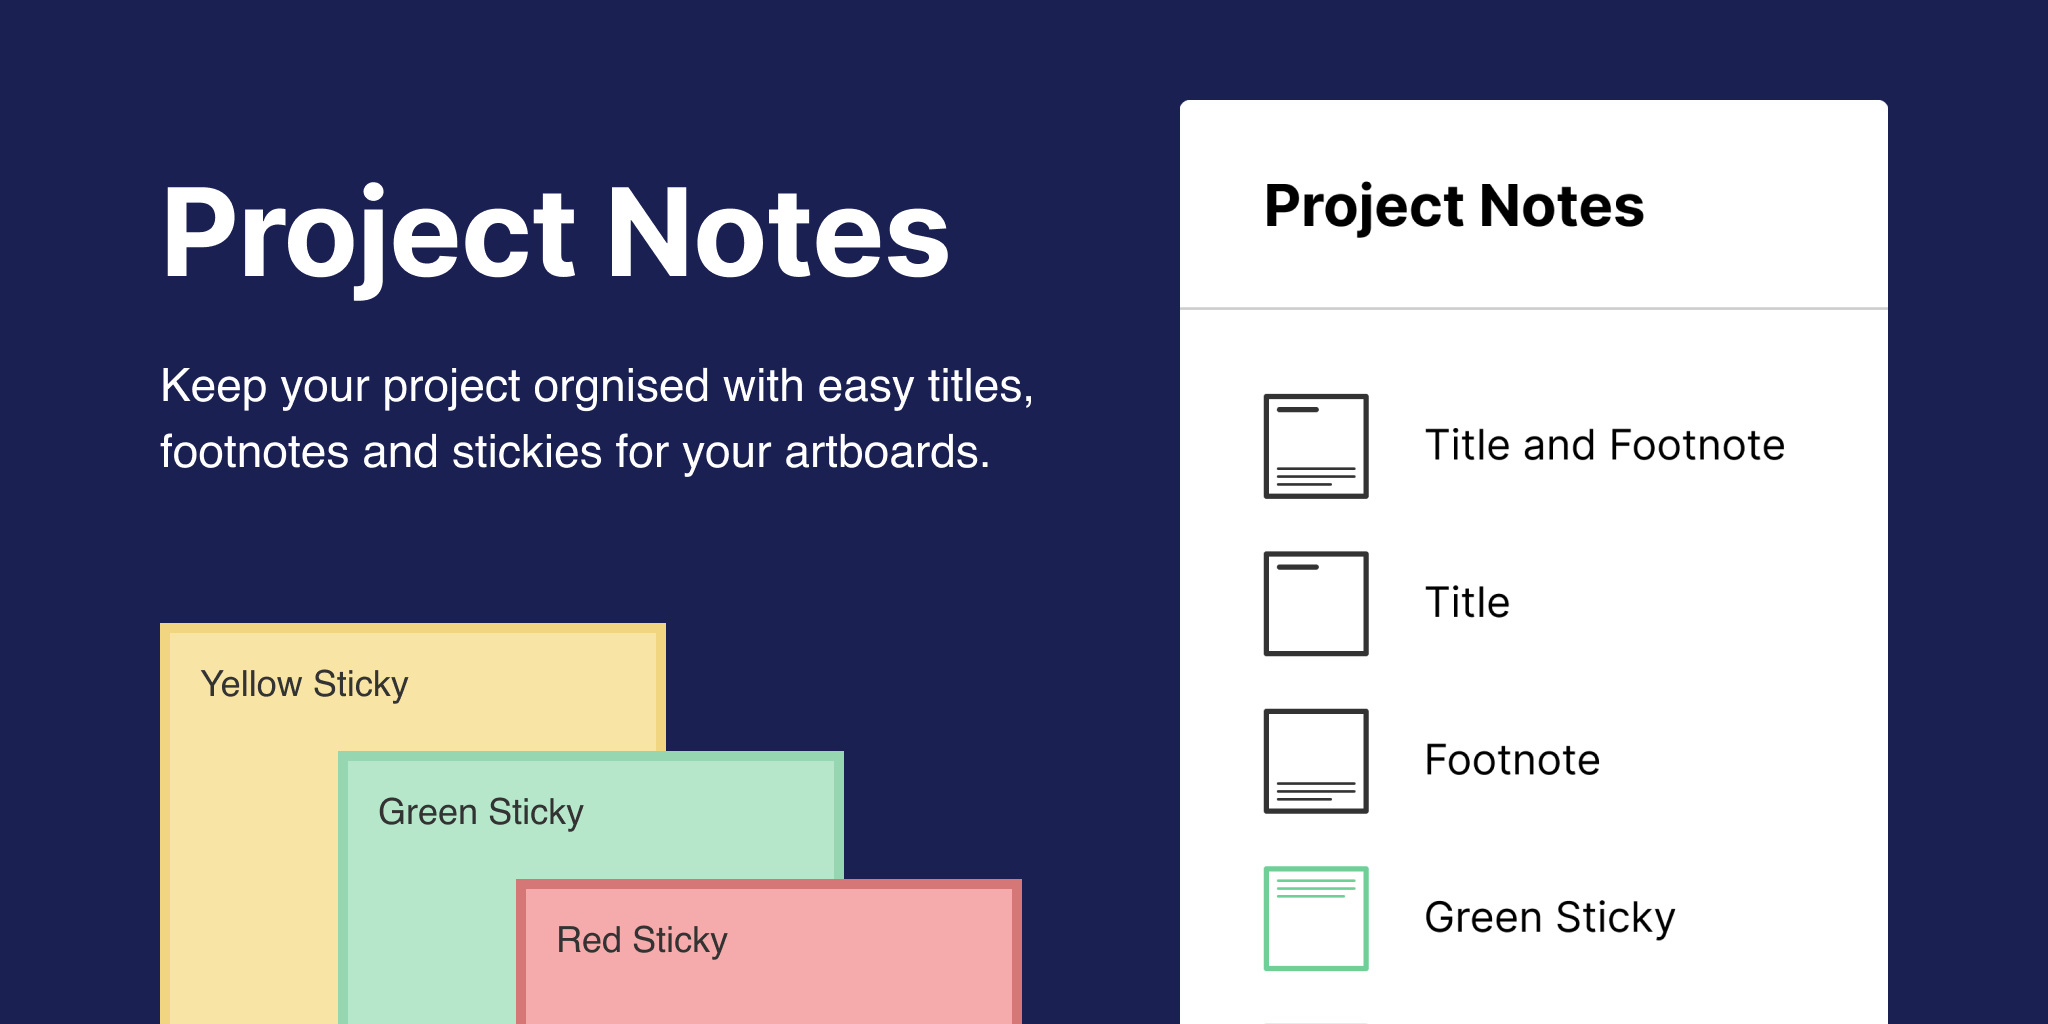 Project Notes
Keep your project orgnised with easy titles,
footnotes and stickies for your artboards.
Yellow Sticky
Green Sticky
Red Sticky
Project Notes
Title and Footnote
Title
Footnote
Green Sticky